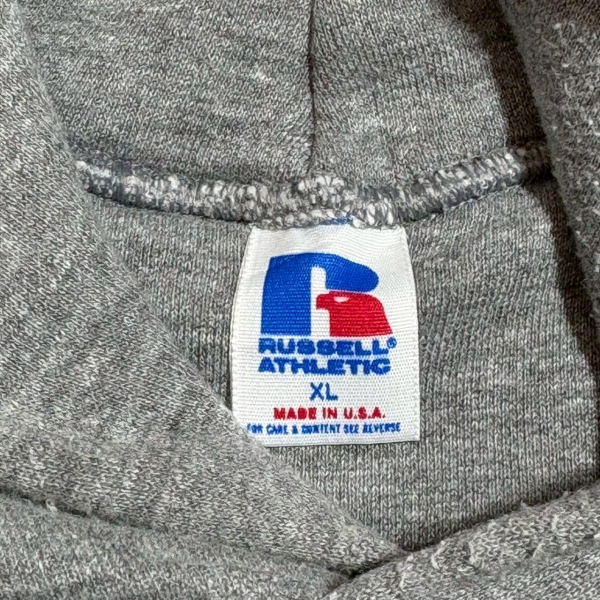 RUSSELL®
ATHLETIC
XL
MADE IN U.S.A.
FOR CARE & CONTENT SEE REVERSE